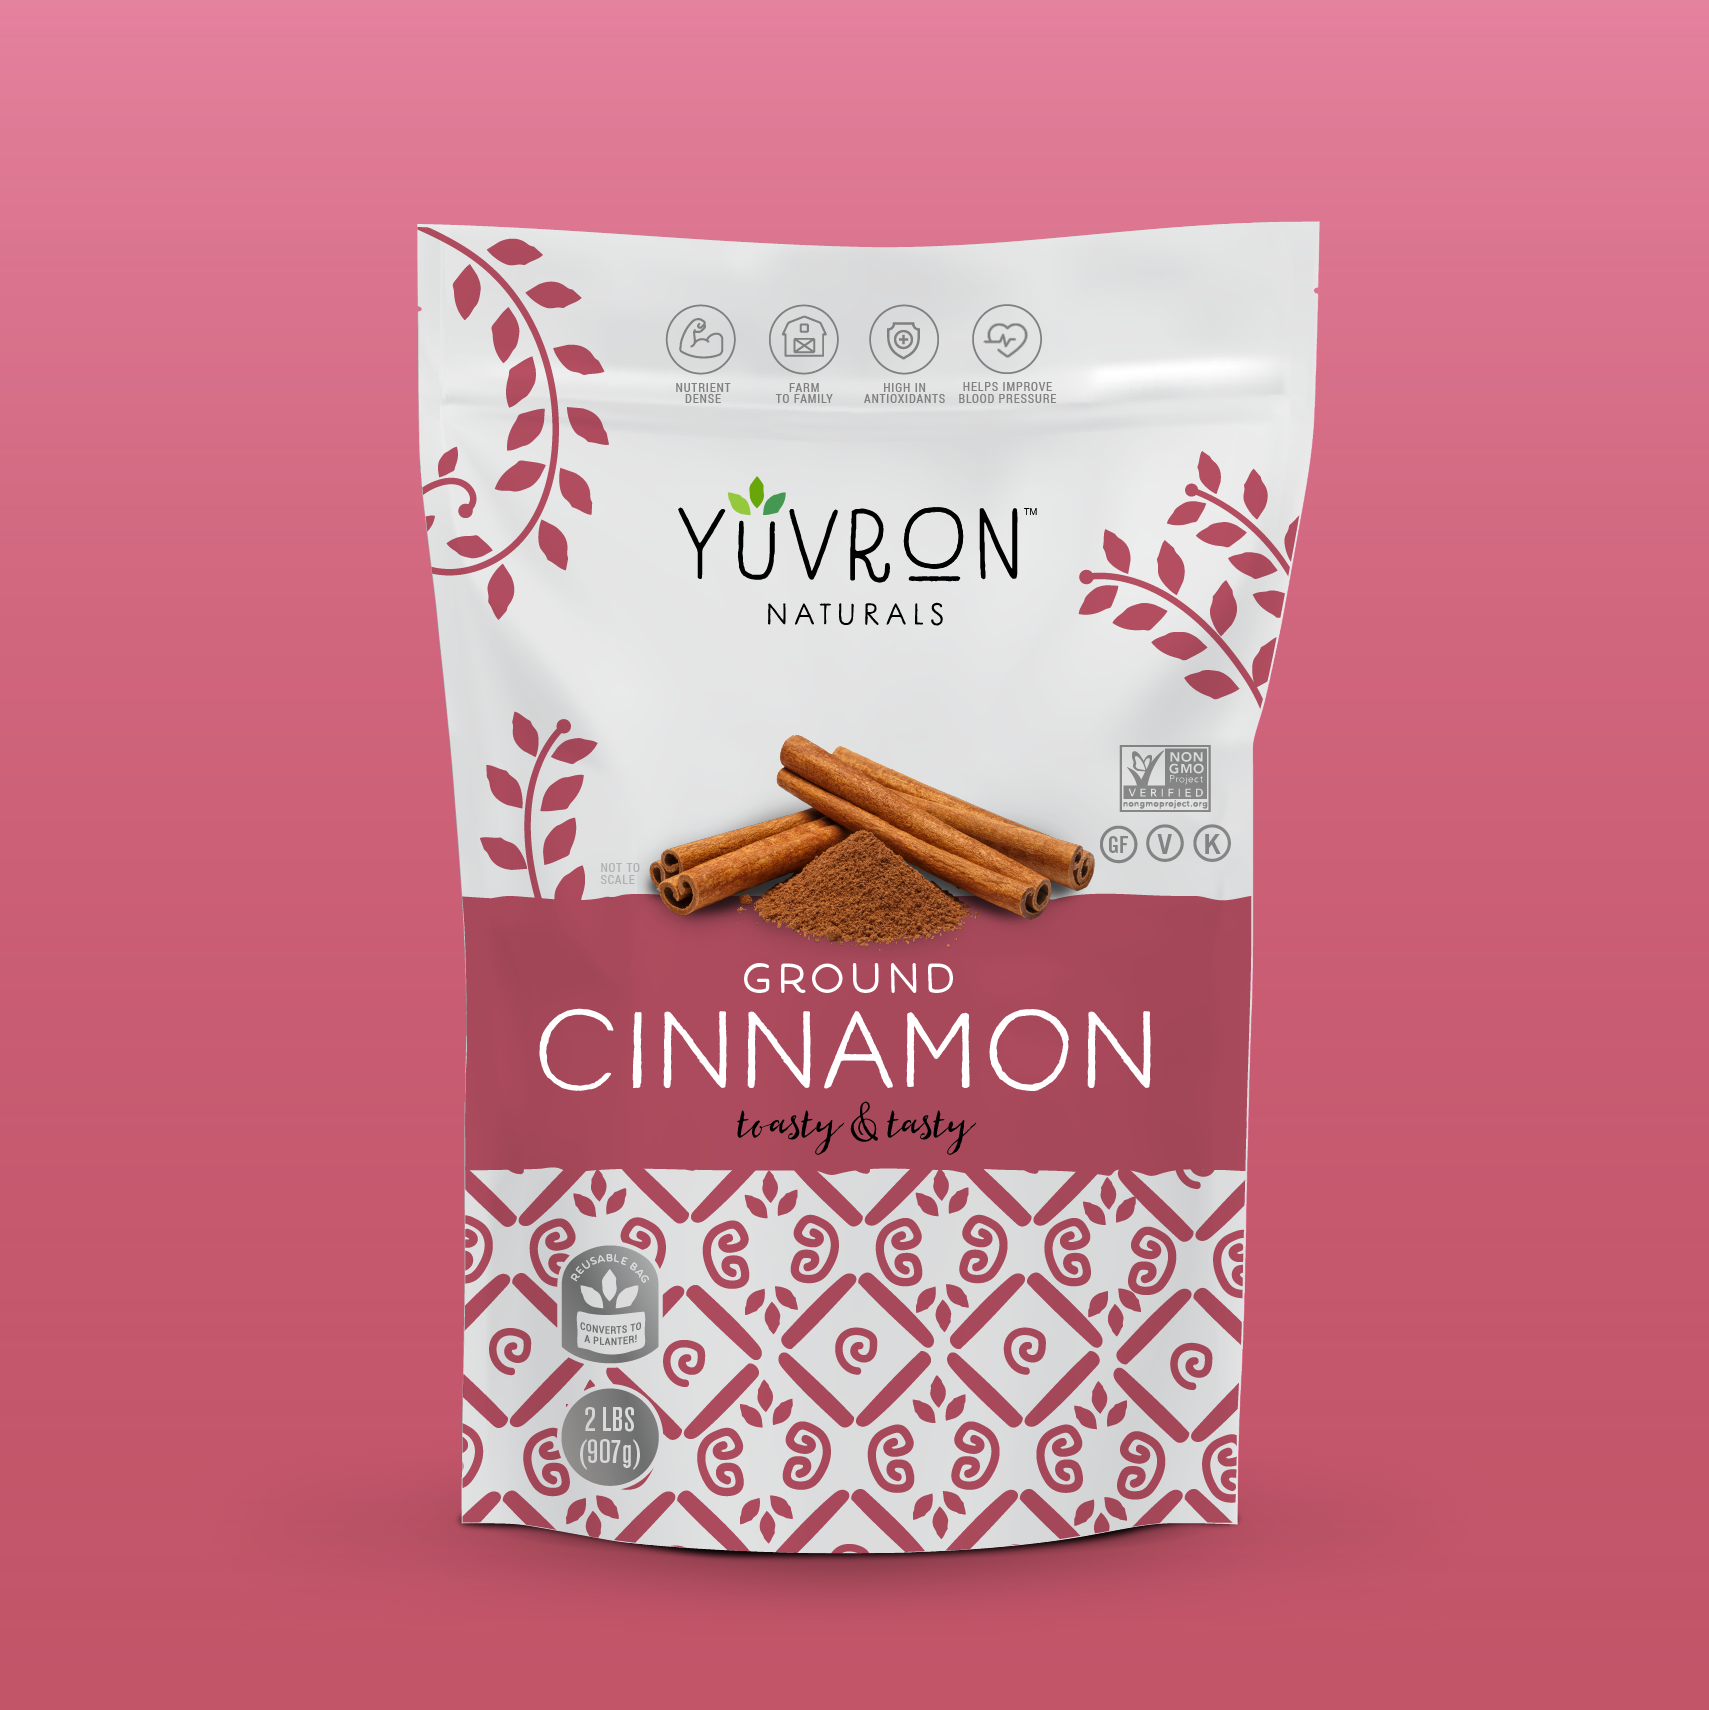 NUTRIENT
DENSE
FARM
TO FAMILY
HIGH IN
ANTIOXIDANTS
HELPS IMPROVE
BLOOD PRESSURE
YUVRON™
NATURALS
NON
GMO
Project
VERIFIED
nongmoproject.org
GF V K
NOT TO
SCALE
GROUND
CINNAMON
toasty & tasty
REUSABLE BAG
CONVERTS TO
A PLANTER!
2 LBS
(907g)